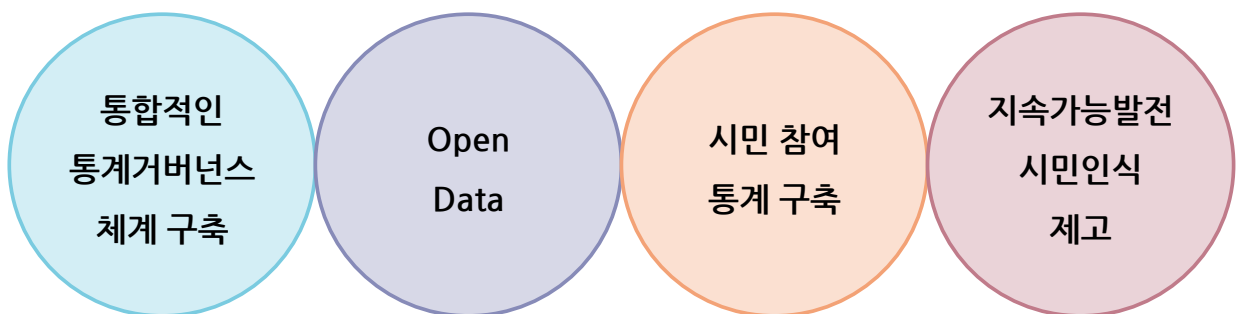 통합적인
통계거버넌스
체계 구축
Open
Data
시민 참여
통계 구축
지속가능발전
시민인식
제고